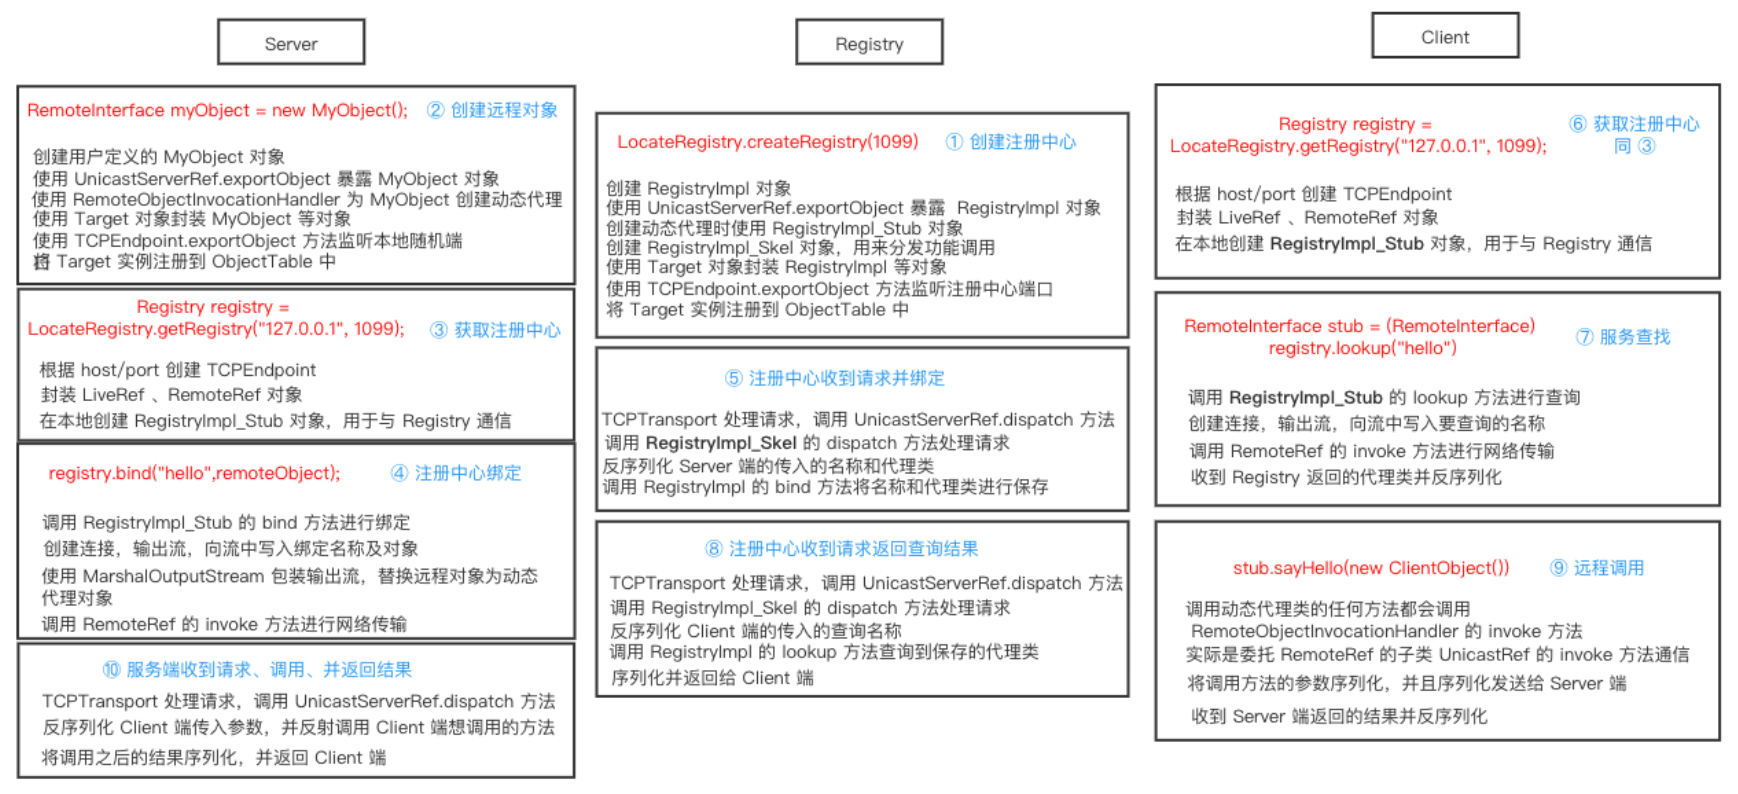 Server
RemoteInterface myObject = new MyObject();
② 创建远程对象
创建用户定义的 MyObject 对象
使用 UnicastServerRef.exportObject 暴露 MyObject 对象
使用 RemoteObjectInvocationHandler 为 MyObject 创建动态代理
使用 Target 对象封装 MyObject 等对象
使用 TCPEndpoint.exportObject 方法监听本地随机端
口
将 Target 实例注册到 ObjectTable 中
Registry registry =
LocateRegistry.getRegistry("127.0.0.1", 1099);
③ 获取注册中心
根据 host/port 创建 TCPEndpoint
封装 LiveRef 、RemoteRef 对象
在本地创建 RegistryImpl_Stub 对象，用于与 Registry 通信
registry.bind("hello",remoteObject);
④ 注册中心绑定
调用 RegistryImpl_Stub 的 bind 方法进行绑定
创建连接，输出流，向流中写入绑定名称及对象
使用 MarshalOutputStream 包装输出流，替换远程对象为动态
代理对象
调用 RemoteRef 的 invoke 方法进行网络传输
⑩ 服务端收到请求、调用、并返回结果
TCPTransport 处理请求，调用 UnicastServerRef.dispatch 方法
反序列化 Client 端传入参数，并反射调用 Client 端想调用的方法
将调用之后的结果序列化，并返回 Client 端
Registry
LocateRegistry.createRegistry(1099)
① 创建注册中心
创建 RegistryImpl 对象
使用 UnicastServerRef.exportObject 暴露 RegistryImpl 对象
创建动态代理时使用 RegistryImpl_Stub 对象
创建 RegistryImpl_Skel 对象，用来分发功能调用
使用 Target 对象封装 RegistryImpl 等对象
使用 TCPEndpoint.exportObject 方法监听注册中心端口
将 Target 实例注册到 ObjectTable 中
⑤ 注册中心收到请求并绑定
TCPTransport 处理请求，调用 UnicastServerRef.dispatch 方法
调用 RegistryImpl_Skel 的 dispatch 方法处理请求
反序列化 Server 端的传入的名称和代理类
调用 RegistryImpl 的 bind 方法将名称和代理类进行保存
⑧ 注册中心收到请求返回查询结果
TCPTransport 处理请求，调用 UnicastServerRef.dispatch 方法
调用 RegistryImpl_Skel 的 dispatch 方法处理请求
反序列化 Client 端的传入的查询名称
调用 RegistryImpl 的 lookup 方法查询到保存的代理类
序列化并返回给 Client 端
Client
Registry registry =
LocateRegistry.getRegistry("127.0.0.1", 1099);
⑥ 获取注册中心
同 ③
根据 host/port 创建 TCPEndpoint
封装 LiveRef 、RemoteRef 对象
在本地创建 RegistryImpl_Stub 对象，用于与 Registry 通信
RemoteInterface stub = (RemoteInterface)
registry.lookup("hello")
⑦ 服务查找
调用 RegistryImpl_Stub 的 lookup 方法进行查询
创建连接，输出流，向流中写入要查询的名称
调用 RemoteRef 的 invoke 方法进行网络传输
收到 Registry 返回的代理类并反序列化
stub.sayHello(new ClientObject())
⑨ 远程调用
调用动态代理类的任何方法都会调用
RemoteObjectInvocationHandler 的 invoke 方法
实际是委托 RemoteRef 的子类 UnicastRef 的 invoke 方法通信
将调用方法的参数序列化，并且序列化发送给 Server 端
收到 Server 端返回的结果并反序列化